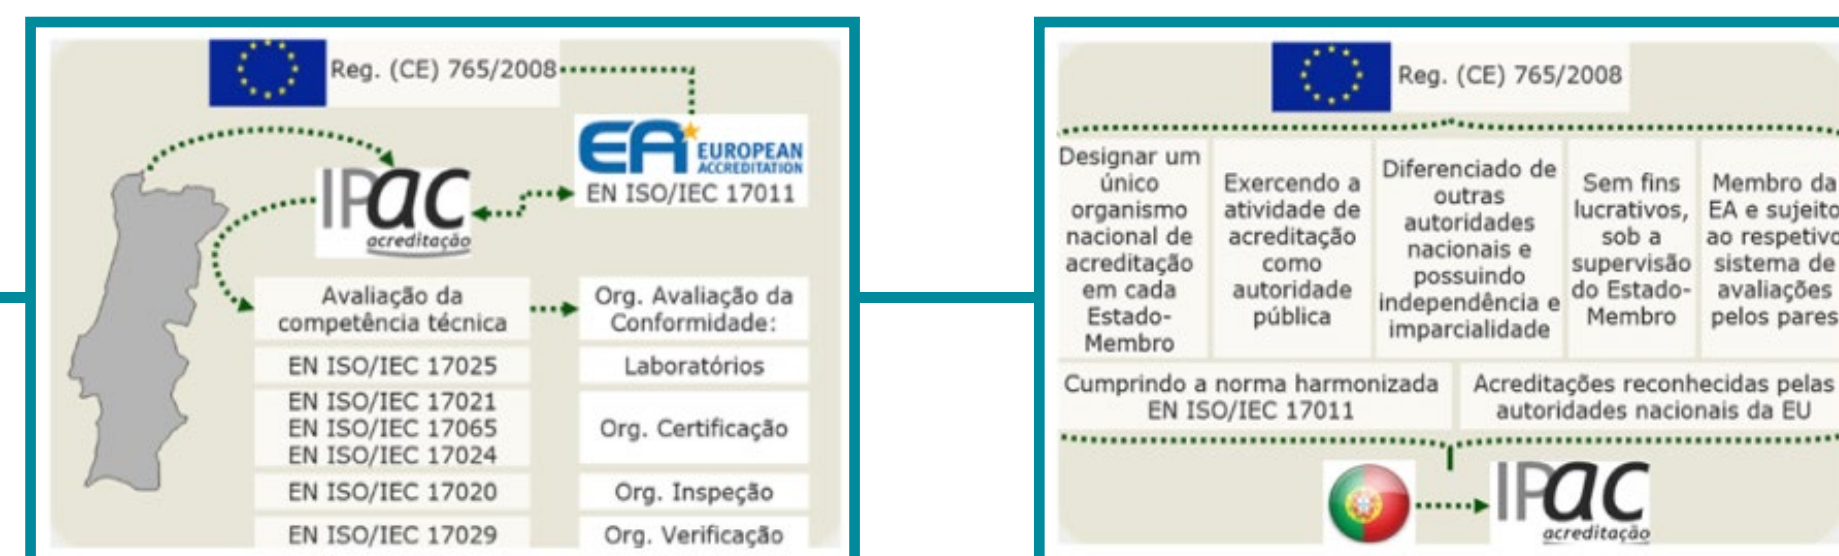 Reg. (CE) 765/2008
EA EUROPEAN
ACCREDITATION
EN ISO/IEC 17011
IPac
acreditação
Avaliação da
competência técnica
Org. Avaliação da
Conformidade:
EN ISO/IEC 17025
Laboratórios
EN ISO/IEC 17021
EN ISO/IEC 17065
EN ISO/IEC 17024
Org. Certificação
EN ISO/IEC 17020
Org. Inspeção
EN ISO/IEC 17029
Org. Verificação
Reg. (CE) 765/2008
Designar um
único
organismo
nacional de
acreditação
em cada
Estado-
Membro
Exercendo a
atividade de
acreditação
como
autoridade
pública
Diferenciado de
outras
autoridades
nacionais e
possuindo
independência e
imparcialidade
Sem fins
lucrativos,
sob a
supervisão
do Estado-
Membro
Membro da
EA e sujeito
ao respetivo
sistema de
avaliações
pelos pares
Cumprindo a norma harmonizada
EN ISO/IEC 17011
Acreditações reconhecidas pelas
autoridades nacionais da EU
IPac
acreditação